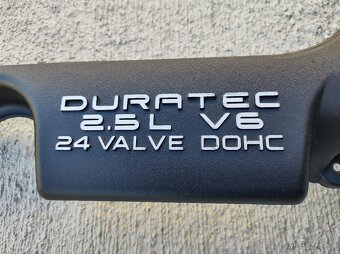 DURATEC
2.5L V6
24 VALVE DOHC